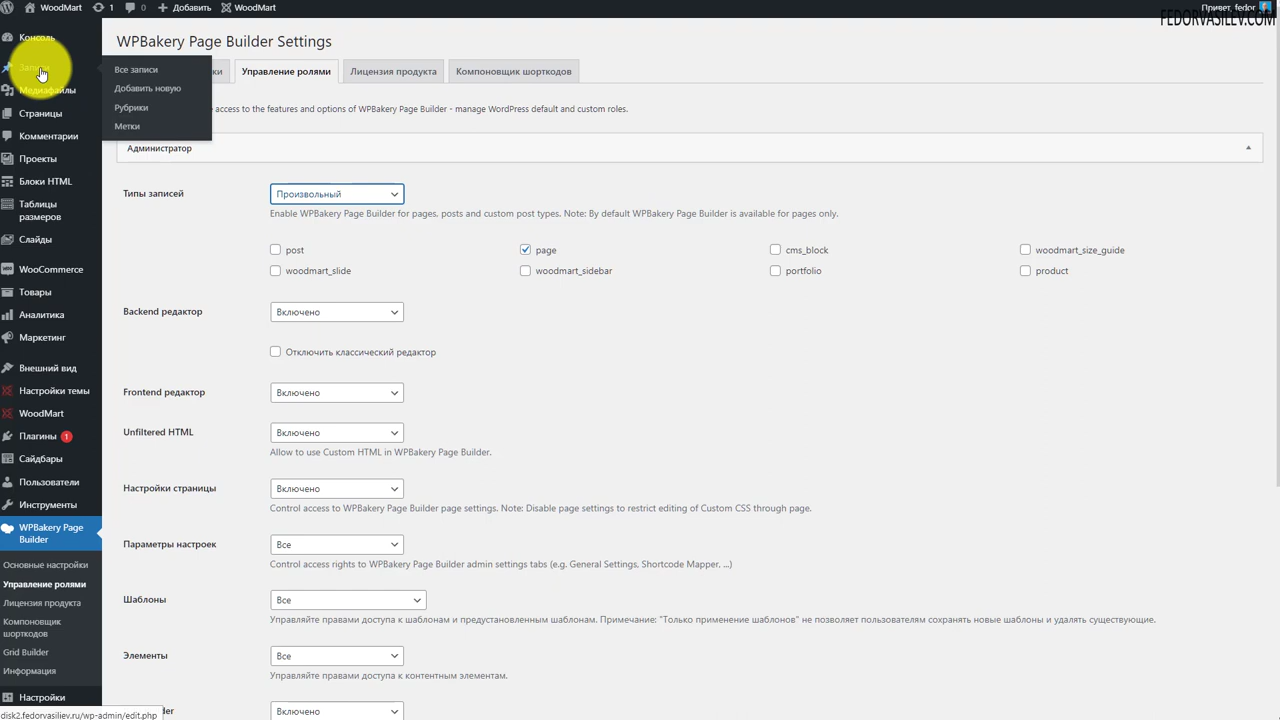 WoodMart 1 0 Добавить WoodMart Привет, fedor
FEDORVASILEV.COM
Консоль
Записи
Медиафайлы
Страницы
Комментарии
Проекты
Блоки HTML
Таблицы
размеров
Слайды
WooCommerce
Товары
Аналитика
Маркетинг
Внешний вид
Настройки темы
WoodMart
Плагины 1
Сайдбары
Пользователи
Инструменты
WPBakery Page
Builder
Основные настройки
Управление ролями
Лицензия продукта
Компоновщик
шорткодов
Grid Builder
Информация
Настройки
disk2.fedorvasiliev.ru/wp-admin/edit.php
Все записи
Добавить новую
Рубрики
Метки
WPBakery Page Builder Settings
Управление ролями Лицензия продукта Компоновщик шорткодов
access to the features and options of WPBakery Page Builder - manage WordPress default and custom roles.
Администратор
Типы записей Произвольный
Enable WPBakery Page Builder for pages, posts and custom post types. Note: By default WPBakery Page Builder is available for pages only.
post page cms_block woodmart_size_guide
woodmart_slide woodmart_sidebar portfolio product
Backend редактор Включено
Отключить классический редактор
Frontend редактор Включено
Unfiltered HTML Включено
Allow to use Custom HTML in WPBakery Page Builder.
Настройки страницы Включено
Control access to WPBakery Page Builder page settings. Note: Disable page settings to restrict editing of Custom CSS through page.
Параметры настроек Все
Control access rights to WPBakery Page Builder admin settings tabs (e.g. General Settings, Shortcode Mapper, ...)
Шаблоны Все
Управляйте правами доступа к шаблонам и предустановленным шаблонам. Примечание: "Только применение шаблонов" не позволяет пользователям сохранять новые шаблоны и удалять существующие.
Элементы Все
Управляйте правами доступа к контентным элементам.
Включено